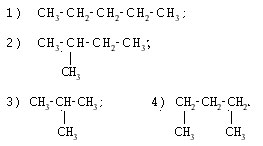 1) CH₃-CH₂-CH₂-CH₂-CH₃;
2) CH₃-CH-CH₂-CH₃;
CH₃
3) CH₃-CH-CH₃; 4) CH₂-CH₂-CH₂.
CH₃ CH₃ CH₃